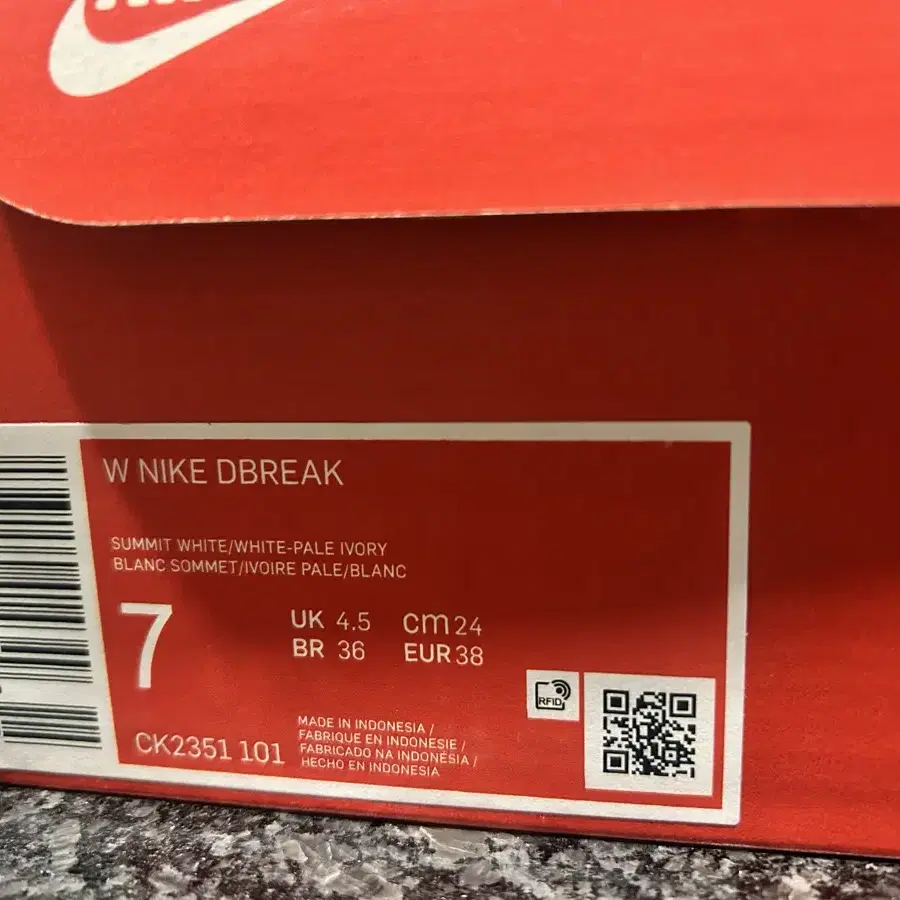 W NIKE DBREAK
SUMMIT WHITE/WHITE-PALE IVORY
BLANC SOMMET/IVOIRE PALE/BLANC
7
UK 4.5 cm 24
BR 36 EUR 38
RFID
CK2351 101
MADE IN INDONESIA /
FABRIQUE EN INDONESIE /
FABRICADO NA INDONÉSIA /
HECHO EN INDONESIA